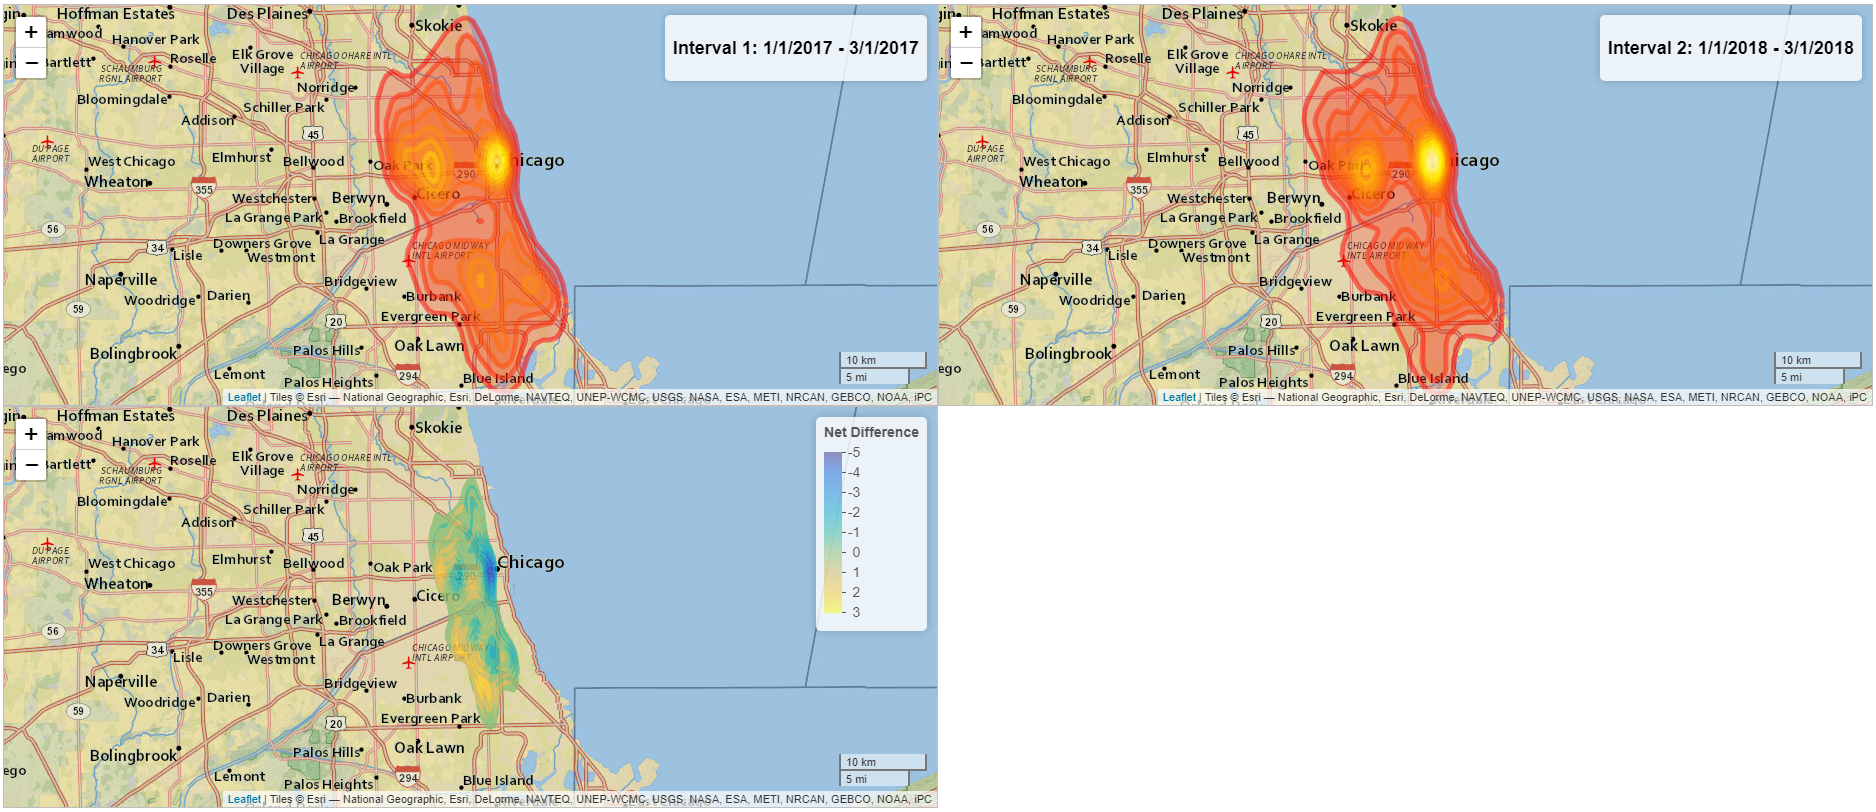 Hoffman Estates
Des Plaines
Skokie
amwood
Hanover Park
Elk Grove
Village
CHICAGO OHARE INTL
AIRPORT
Bartlett
Roselle
SCHAUMBURG
RGNL AIRPORT
Norridge
Bloomingdale
Schiller Park
Addison
45
DU PAGE
AIRPORT
West Chicago
Elmhurst
Bellwood
Oak Park
hicago
Wheaton
355
290
Westchester
Berwyn
Cicero
La Grange Park
Brookfield
56
34
Lisle
Downers Grove
Westmont
La Grange
CHICAGO MIDWAY
INTL AIRPORT
Naperville
Bridgeview
Woodridge
Darien
Burbank
59
20
Evergreen Park
Bolingbrook
Palos Hills
Oak Lawn
ego
Lemont
Palos Heights
294
Blue Island
+
−
Interval 1: 1/1/2017 - 3/1/2017
10 km
5 mi
Leaflet | Tiles © Esri — National Geographic, Esri, DeLorme, NAVTEQ, UNEP-WCMC, USGS, NASA, ESA, METI, NRCAN, GEBCO, NOAA, iPC
Hoffman Estates
Des Plaines
Skokie
amwood
Hanover Park
Elk Grove
Village
CHICAGO OHARE INTL
AIRPORT
Bartlett
Roselle
SCHAUMBURG
RGNL AIRPORT
Norridge
Bloomingdale
Schiller Park
Addison
45
DU PAGE
AIRPORT
West Chicago
Elmhurst
Bellwood
Oak Park
hicago
Wheaton
355
290
Westchester
Berwyn
Cicero
La Grange Park
Brookfield
56
34
Lisle
Downers Grove
Westmont
La Grange
CHICAGO MIDWAY
INTL AIRPORT
Naperville
Bridgeview
Woodridge
Darien
Burbank
59
20
Evergreen Park
Bolingbrook
Palos Hills
Oak Lawn
ego
Lemont
Palos Heights
294
Blue Island
+
−
Interval 2: 1/1/2018 - 3/1/2018
10 km
5 mi
Leaflet | Tiles © Esri — National Geographic, Esri, DeLorme, NAVTEQ, UNEP-WCMC, USGS, NASA, ESA, METI, NRCAN, GEBCO, NOAA, iPC
Hoffman Estates
Des Plaines
Skokie
amwood
Hanover Park
Elk Grove
Village
CHICAGO OHARE INTL
AIRPORT
Bartlett
Roselle
SCHAUMBURG
RGNL AIRPORT
Norridge
Bloomingdale
Schiller Park
Addison
45
DU PAGE
AIRPORT
West Chicago
Elmhurst
Bellwood
Oak Park
Chicago
Wheaton
355
290
Westchester
Berwyn
Cicero
La Grange Park
Brookfield
56
34
Lisle
Downers Grove
Westmont
La Grange
CHICAGO MIDWAY
INTL AIRPORT
Naperville
Bridgeview
Woodridge
Darien
Burbank
59
20
Evergreen Park
Bolingbrook
Palos Hills
Oak Lawn
ego
Lemont
Palos Heights
294
Blue Island
+
−
Net Difference
-5
-4
-3
-2
-1
0
1
2
3
10 km
5 mi
Leaflet | Tiles © Esri — National Geographic, Esri, DeLorme, NAVTEQ, UNEP-WCMC, USGS, NASA, ESA, METI, NRCAN, GEBCO, NOAA, iPC